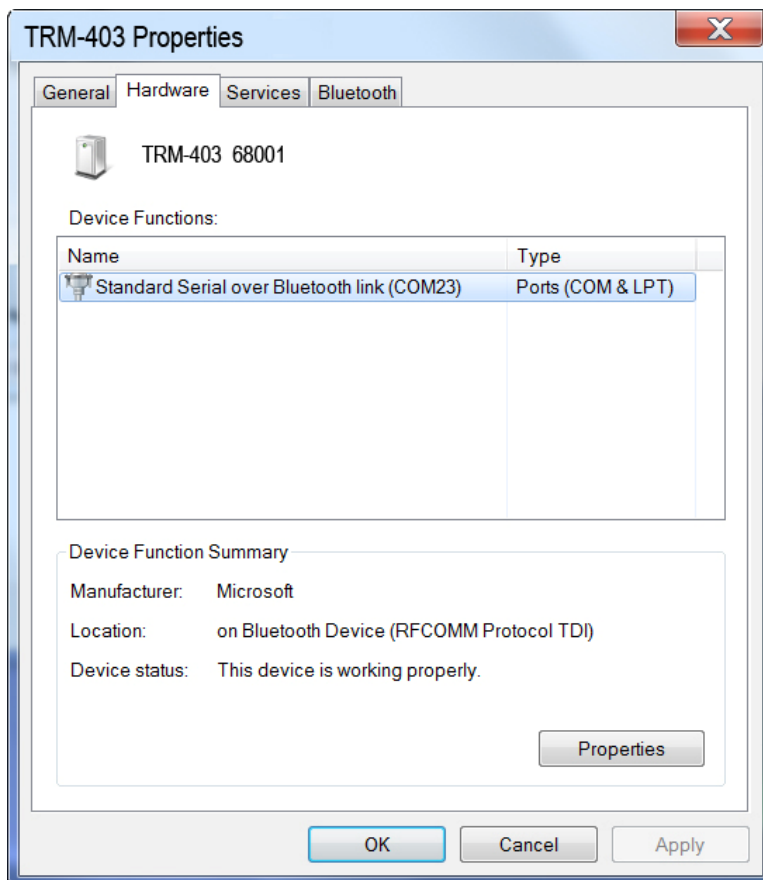 TRM-403 Properties
General Hardware Services Bluetooth
TRM-403 68001
Device Functions:
Name Type
Standard Serial over Bluetooth link (COM23) Ports (COM & LPT)
Device Function Summary
Manufacturer: Microsoft
Location: on Bluetooth Device (RFCOMM Protocol TDI)
Device status: This device is working properly.
Properties
OK Cancel Apply